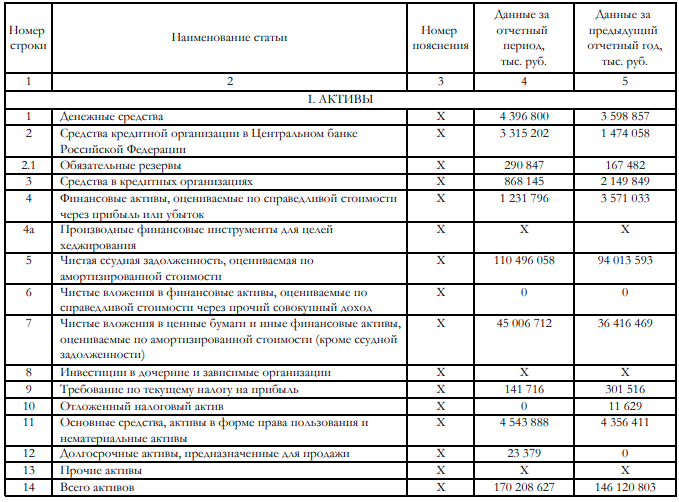 Номер строки | Наименование статьи | Номер пояснения | Данные за отчетный период, тыс. руб. | Данные за предыдущий отчетный год, тыс. руб.
1 | 2 | 3 | 4 | 5
I. АКТИВЫ
1 | Денежные средства | X | 4 396 800 | 3 598 857
2 | Средства кредитной организации в Центральном банке Российской Федерации | X | 3 315 202 | 1 474 058
2.1 | Обязательные резервы | X | 290 847 | 167 482
3 | Средства в кредитных организациях | X | 868 145 | 2 149 849
4 | Финансовые активы, оцениваемые по справедливой стоимости через прибыль или убыток | X | 1 231 796 | 3 571 033
4а | Производные финансовые инструменты для целей хеджирования | X | X | X
5 | Чистая ссудная задолженность, оцениваемая по амортизированной стоимости | X | 110 496 058 | 94 013 593
6 | Чистые вложения в финансовые активы, оцениваемые по справедливой стоимости через прочий совокупный доход | X | 0 | 0
7 | Чистые вложения в ценные бумаги и иные финансовые активы, оцениваемые по амортизированной стоимости (кроме ссудной задолженности) | X | 45 006 712 | 36 416 469
8 | Инвестиции в дочерние и зависимые организации | X | X | X
9 | Требование по текущему налогу на прибыль | X | 141 716 | 301 516
10 | Отложенный налоговый актив | X | 0 | 11 629
11 | Основные средства, активы в форме права пользования и нематериальные активы | X | 4 543 888 | 4 356 411
12 | Долгосрочные активы, предназначенные для продажи | X | 23 379 | 0
13 | Прочие активы | X | X | X
14 | Всего активов | X | 170 208 627 | 146 120 803